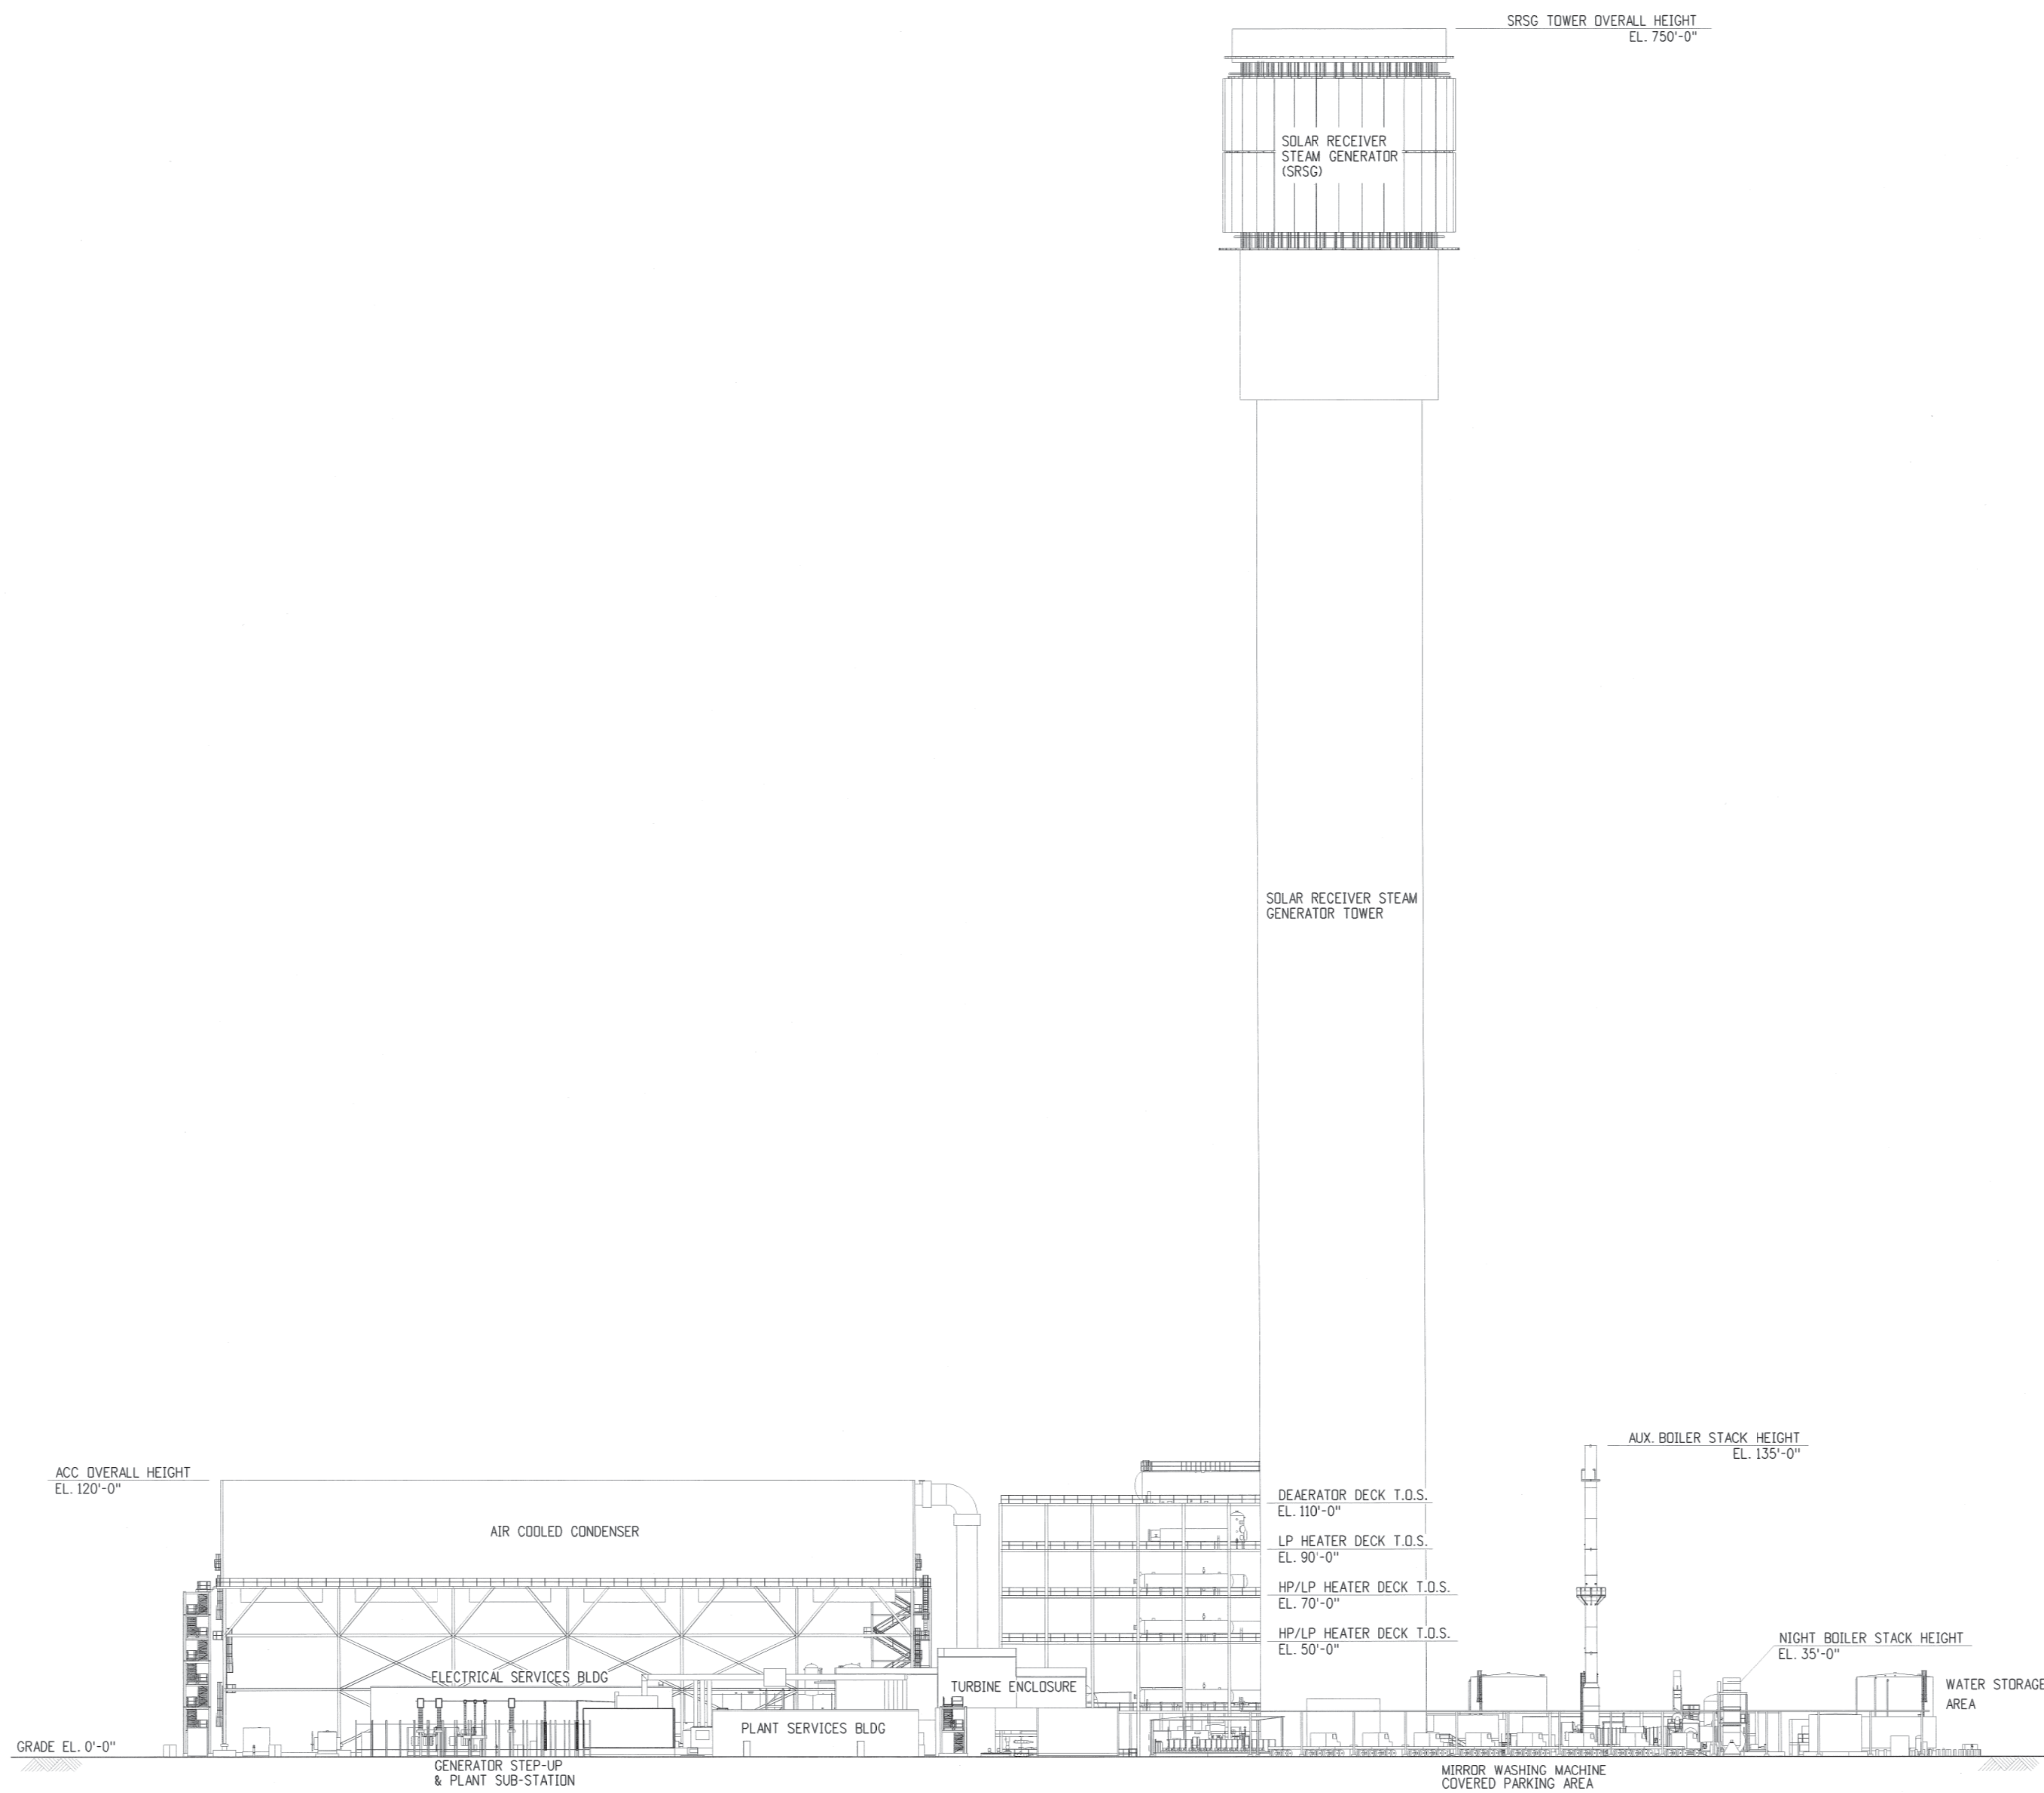 SRSG TOWER OVERALL HEIGHT
EL. 750'-0"
SOLAR RECEIVER
STEAM GENERATOR
(SRSG)
SOLAR RECEIVER STEAM
GENERATOR TOWER
AUX. BOILER STACK HEIGHT
EL. 135'-0"
ACC OVERALL HEIGHT
EL. 120'-0"
DEAERATOR DECK T.O.S.
EL. 110'-0"
AIR COOLED CONDENSER
LP HEATER DECK T.O.S.
EL. 90'-0"
HP/LP HEATER DECK T.O.S.
EL. 70'-0"
HP/LP HEATER DECK T.O.S.
EL. 50'-0"
NIGHT BOILER STACK HEIGHT
EL. 35'-0"
ELECTRICAL SERVICES BLDG
TURBINE ENCLOSURE
WATER STORAGE
AREA
PLANT SERVICES BLDG
GRADE EL. 0'-0"
GENERATOR STEP-UP
& PLANT SUB-STATION
MIRROR WASHING MACHINE
COVERED PARKING AREA